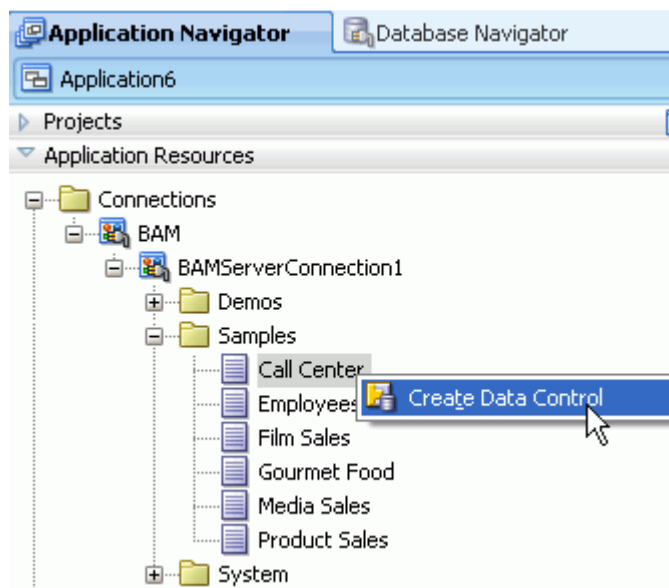 Application Navigator Database Navigator
Application6
Projects
Application Resources
Connections
BAM
BAMServerConnection1
Demos
Samples
Call Center
Create Data Control
Employees
Film Sales
Gourmet Food
Media Sales
Product Sales
System